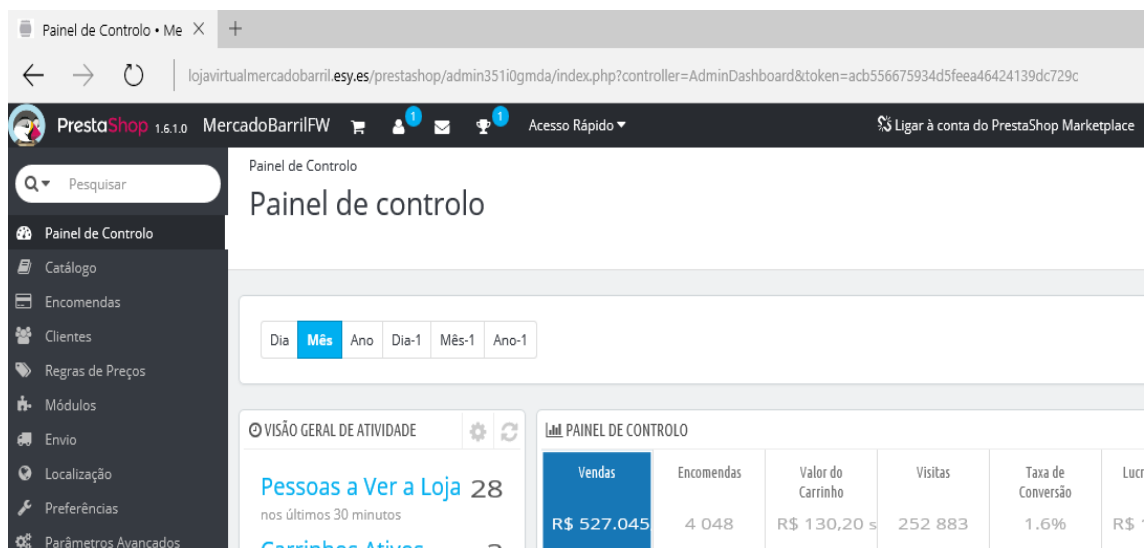 Painel de Controlo • Me
lojavirtualmercadobarril.esy.es/prestashop/admin351i0gmda/index.php?controller=AdminDashboard&token=acb556675934d5feea46424139dc729c
PrestaShop 1.6.1.0 MercadoBarrilFW 1 1 Acesso Rápido Ligar à conta do PrestaShop Marketplace
Pesquisar
Painel de Controlo
Catálogo
Encomendas
Clientes
Regras de Preços
Módulos
Envio
Localização
Preferências
Parâmetros Avançados
Painel de Controlo
Painel de controlo
Dia Mês Ano Dia-1 Mês-1 Ano-1
VISÃO GERAL DE ATIVIDADE
Pessoas a Ver a Loja 28
nos últimos 30 minutos
Carrinhos Ativos
PAINEL DE CONTROLO
Vendas
R$ 527.045
Encomendas
4 048
Valor do
Carrinho
R$ 130,20 s
Visitas
252 883
Taxa de
Conversão
1.6%
Lucr
R$